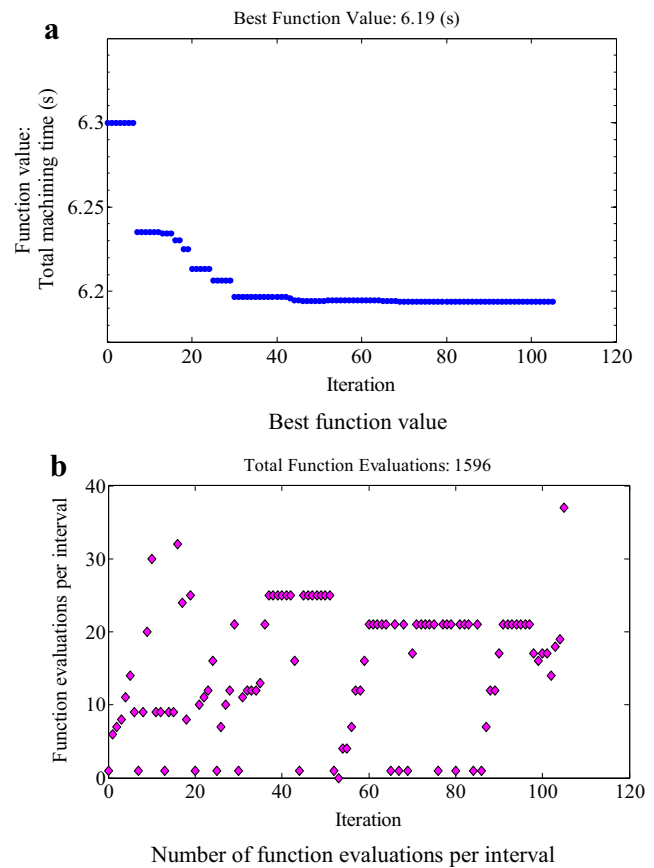 a
Best Function Value: 6.19 (s)
Function value:
Total machining time (s)
6.3
6.25
6.2
0 20 40 60 80 100 120
Iteration
Best function value
b
Total Function Evaluations: 1596
Function evaluations per interval
40
30
20
10
0
0 20 40 60 80 100 120
Iteration
Number of function evaluations per interval